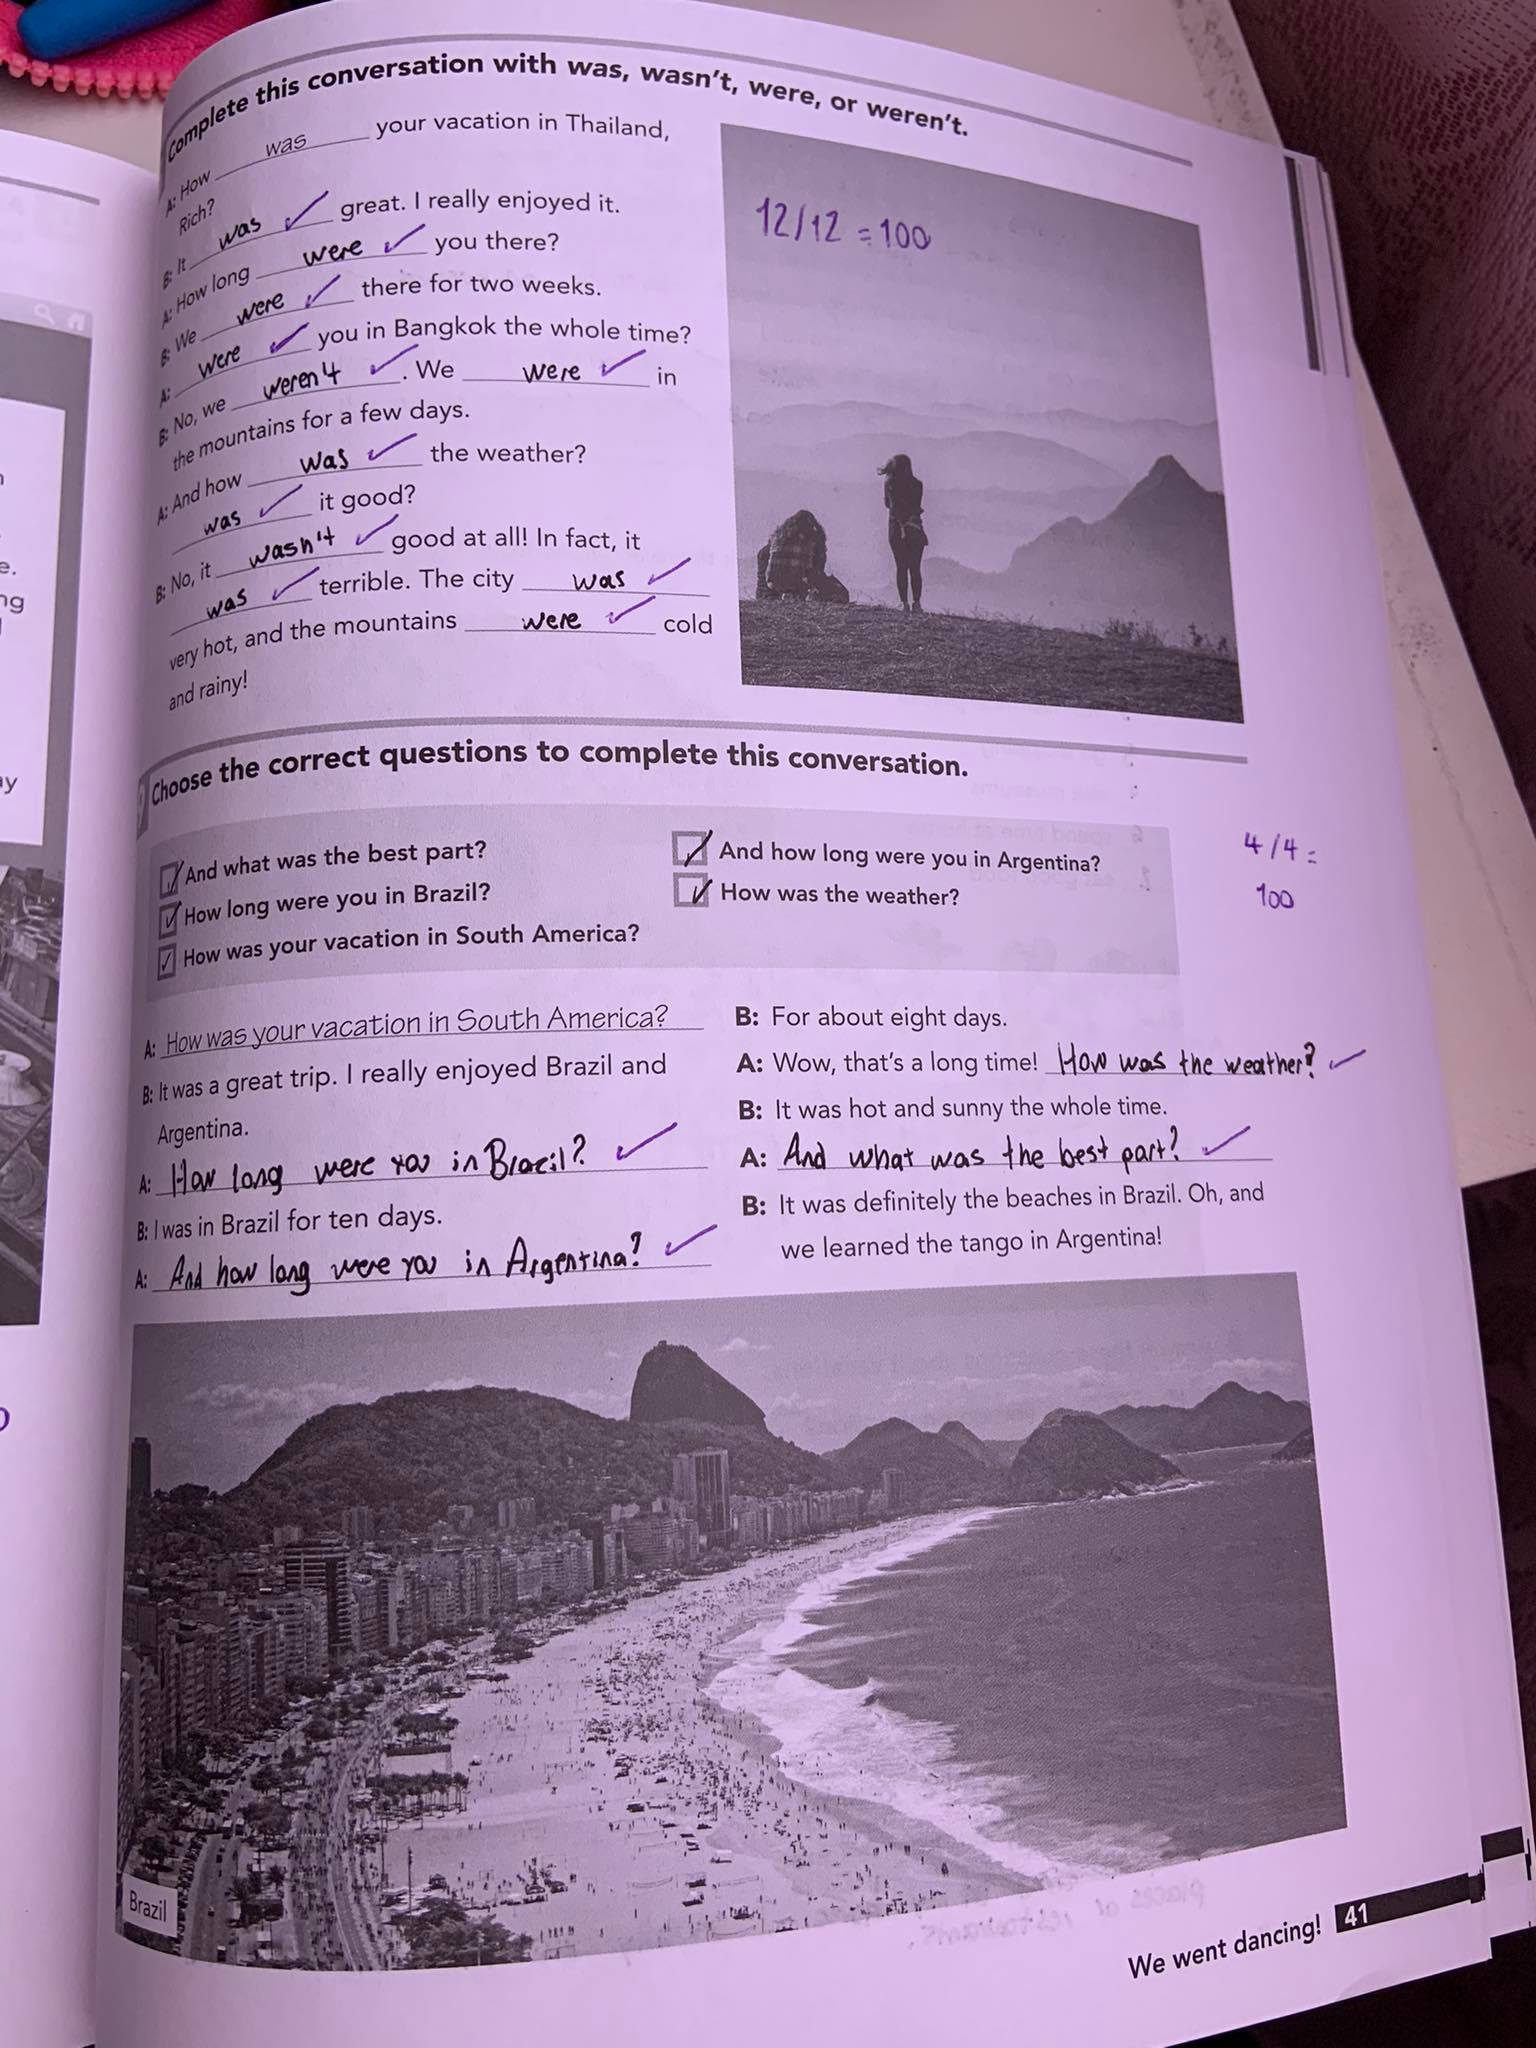 Complete this conversation with was, wasn't, were, or weren't.
A: How was your vacation in Thailand,
Rich?
B: It was ✓ great. I really enjoyed it.
A: How long were ✓ you there?
B: We were ✓ there for two weeks.
A: were ✓ you in Bangkok the whole time?
B: No, we weren't ✓ . We were ✓ in
the mountains for a few days.
A: And how was ✓ the weather?
was ✓ it good?
B: No, it wasn't ✓ good at all! In fact, it
was ✓ terrible. The city was ✓
very hot, and the mountains were ✓ cold
and rainy!
12/12 = 100
Choose the correct questions to complete this conversation.
And what was the best part?
How long were you in Brazil?
✓ How was your vacation in South America?
And how long were you in Argentina?
How was the weather?
4/4 =
100
A: How was your vacation in South America?
B: It was a great trip. I really enjoyed Brazil and
Argentina.
A: How long were you in Brazil? ✓
B: I was in Brazil for ten days.
A: And how long were you in Argentina? ✓
B: For about eight days.
A: Wow, that's a long time! How was the weather? ✓
B: It was hot and sunny the whole time.
A: And what was the best part? ✓
B: It was definitely the beaches in Brazil. Oh, and
we learned the tango in Argentina!
Brazil
We went dancing! 41